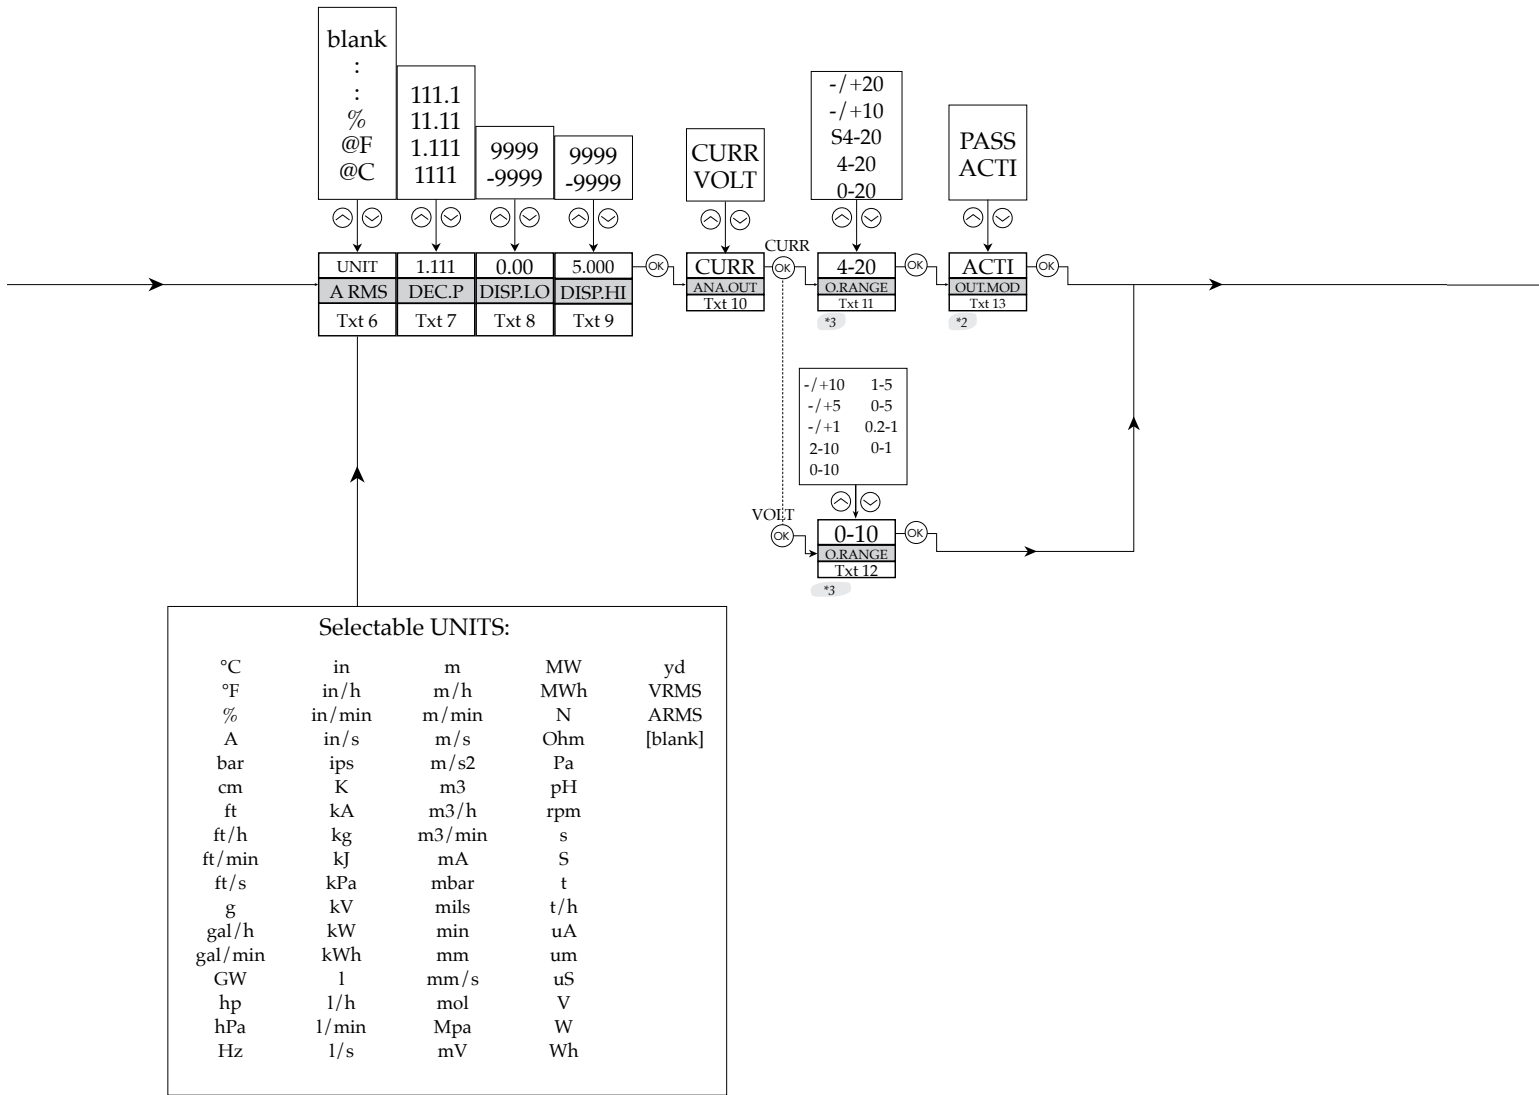 blank
:
:
%
@F
@C
111.1
11.11
1.111
1111
9999
-9999
9999
-9999
CURR
VOLT
-/+20
-/+10
S4-20
4-20
0-20
PASS
ACTI
UNIT
A RMS
Txt 6
1.111
DEC.P
Txt 7
0.00
DISP.LO
Txt 8
5.000
DISP.HI
Txt 9
OK
CURR
ANA.OUT
Txt 10
CURR
OK
4-20
O.RANGE
Txt 11
*3
OK
ACTI
OUT.MOD
Txt 13
*2
OK
-/+10 1-5
-/+5 0-5
-/+1 0.2-1
2-10 0-1
0-10
VOLT
OK
0-10
O.RANGE
Txt 12
*3
OK
Selectable UNITS:
°C in m MW yd
°F in/h m/h MWh VRMS
% in/min m/min N ARMS
A in/s m/s Ohm [blank]
bar ips m/s2 Pa
cm K m3 pH
ft kA m3/h rpm
ft/h kg m3/min s
ft/min kJ mA S
ft/s kPa mbar t
g kV mils t/h
gal/h kW min uA
gal/min kWh mm um
GW l mm/s uS
hp l/h mol V
hPa l/min Mpa W
Hz l/s mV Wh